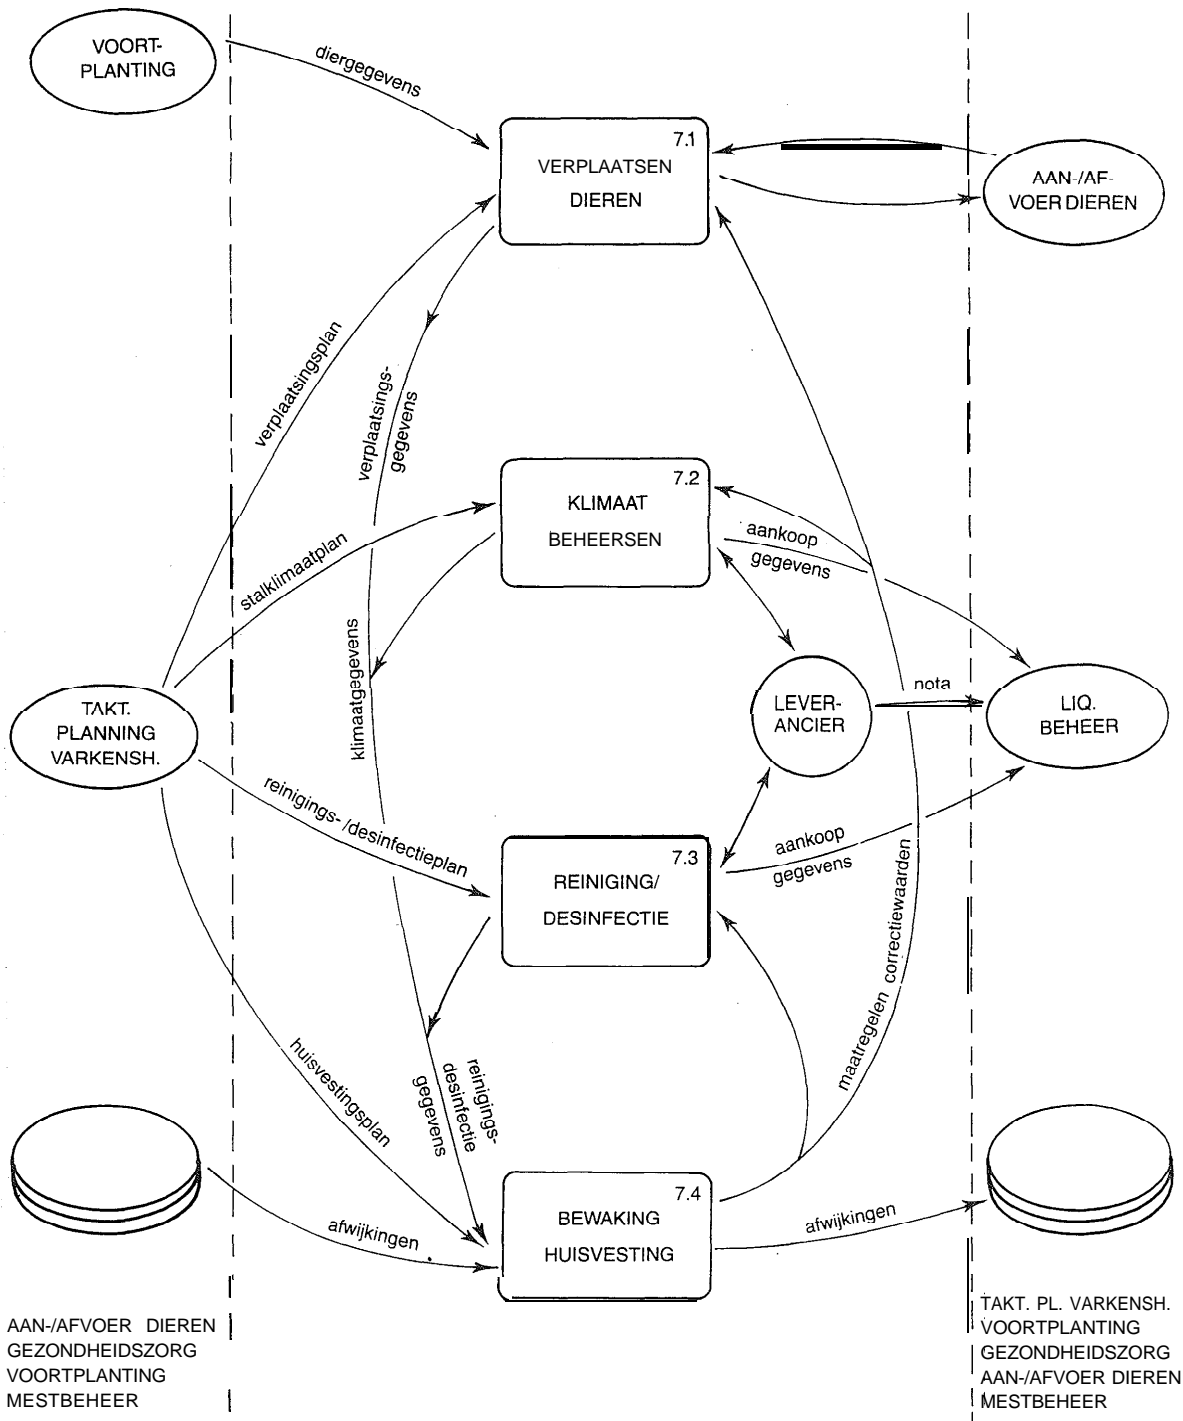 VOORT-
PLANTING
diergegevens
7.1
VERPLAATSEN
DIEREN
AAN-/AF-
VOER DIEREN
verplaatsingsplan
verplaatsings-
gegevens
7.2
KLIMAAT
BEHEERSEN
aankoop
gegevens
stalklimaatplan
klimaatgegevens
TAKT.
PLANNING
VARKENSH.
LEVER-
ANCIER
nota
LIQ.
BEHEER
reinigings- /desinfectieplan
7.3
REINIGING/
DESINFECTIE
aankoop
gegevens
maatregelen correctiewaarden
huisvestingsplan
reinigings-
desinfectie
gegevens
7.4
BEWAKING
HUISVESTING
afwijkingen
afwijkingen
AAN-/AFVOER DIEREN
GEZONDHEIDSZORG
VOORTPLANTING
MESTBEHEER
TAKT. PL. VARKENSH.
VOORTPLANTING
GEZONDHEIDSZORG
AAN-/AFVOER DIEREN
MESTBEHEER